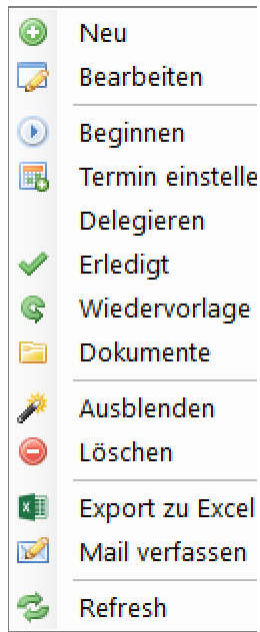 Neu
Bearbeiten
Beginnen
Termin einstelle
Delegieren
Erledigt
Wiedervorlage
Dokumente
Ausblenden
Löschen
Export zu Excel
Mail verfassen
Refresh